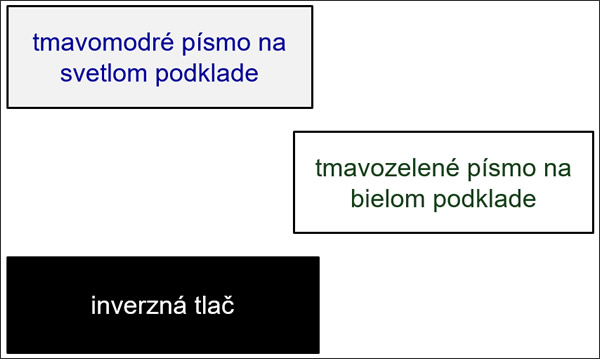 tmavomodré písmo na
svetlom podklade
tmavozelené písmo na
bielom podklade
inverzná tlač